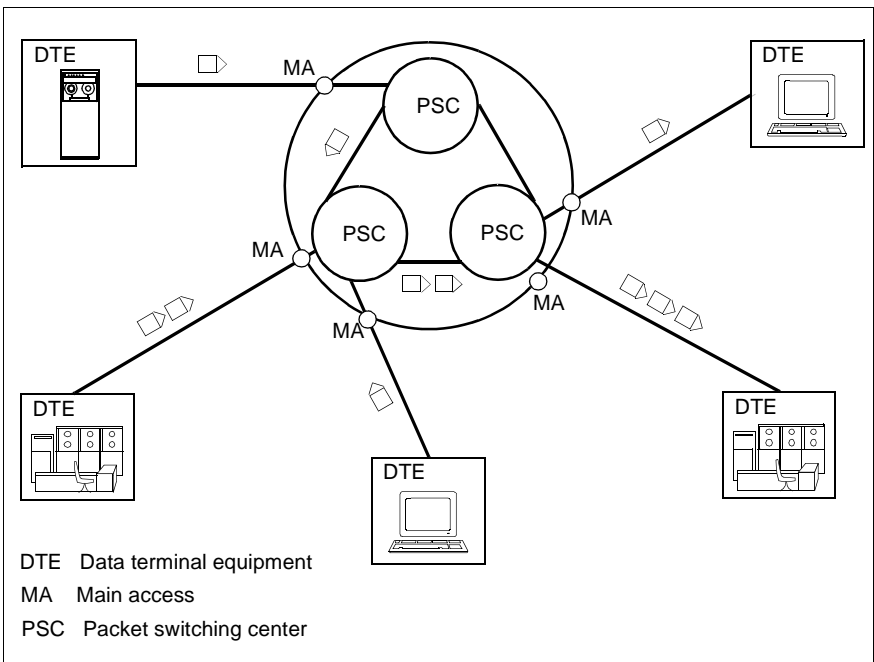 DTE
DTE
MA
PSC
MA
MA
PSC
PSC
MA
MA
DTE
DTE
DTE
DTE Data terminal equipment
MA Main access
PSC Packet switching center